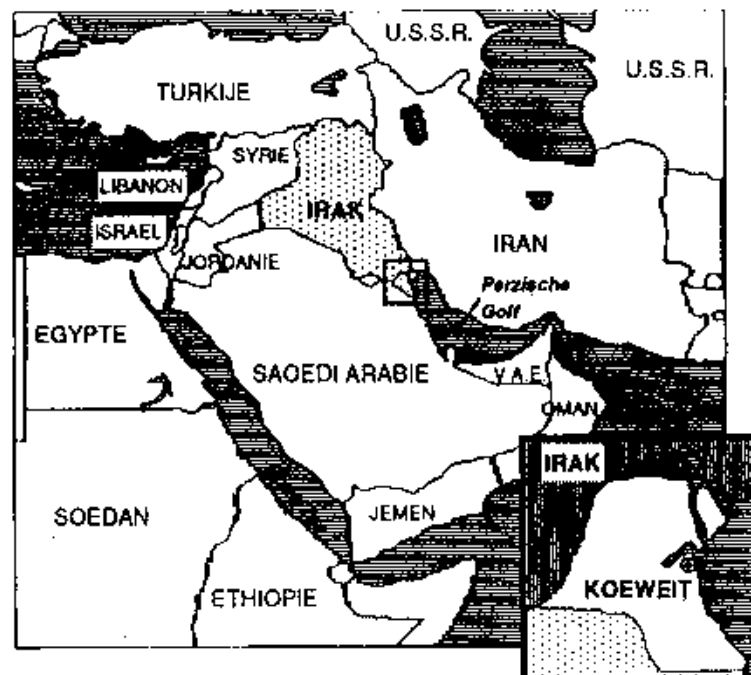 U.S.S.R.
U.S.S.R.
TURKIJE
SYRIE
LIBANON
IRAK
ISRAEL
IRAN
JORDANIE
Perzische
Golf
EGYPTE
SAOEDI ARABIE
V.A.E.
OMAN
IRAK
SOEDAN
JEMEN
KOEWEIT
ETHIOPIE